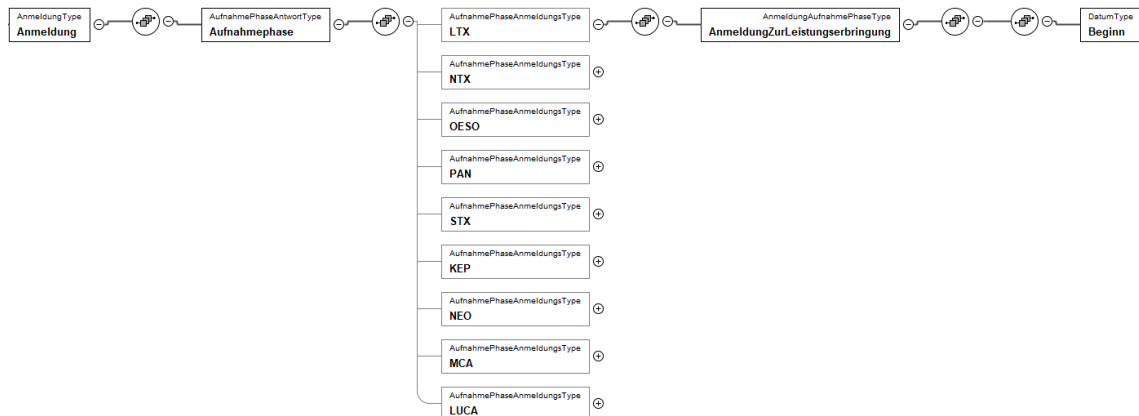 AnmeldungType
Anmeldung
AufnahmePhaseAntwortType
Aufnahmephase
AufnahmePhaseAnmeldungsType
LTX
AnmeldungAufnahmePhaseType
AnmeldungZurLeistungserbringung
DatumType
Beginn
AufnahmePhaseAnmeldungsType
NTX
AufnahmePhaseAnmeldungsType
OESO
AufnahmePhaseAnmeldungsType
PAN
AufnahmePhaseAnmeldungsType
STX
AufnahmePhaseAnmeldungsType
KEP
AufnahmePhaseAnmeldungsType
NEO
AufnahmePhaseAnmeldungsType
MCA
AufnahmePhaseAnmeldungsType
LUCA